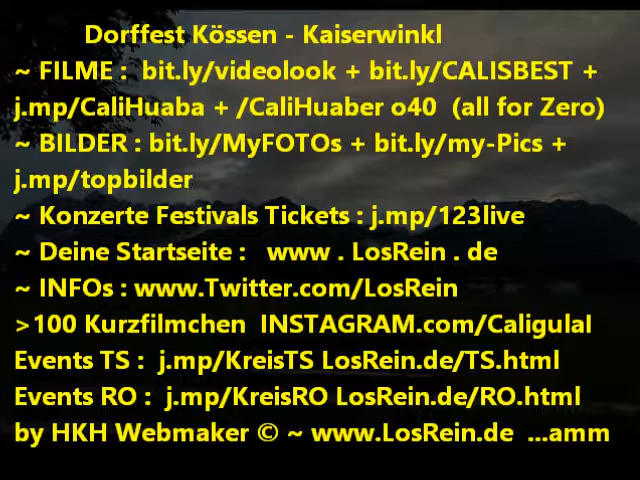 Dorffest Kössen - Kaiserwinkl
~ FILME : bit.ly/videolook + bit.ly/CALISBEST +
j.mp/CaliHuaba + /CaliHuaber o40 (all for Zero)
~ BILDER : bit.ly/MyFOTOs + bit.ly/my-Pics +
j.mp/topbilder
~ Konzerte Festivals Tickets : j.mp/123live
~ Deine Startseite : www . LosRein . de
~ INFOs : www.Twitter.com/LosRein
>100 Kurzfilmchen INSTAGRAM.com/CaligulaI
Events TS : j.mp/KreisTS LosRein.de/TS.html
Events RO : j.mp/KreisRO LosRein.de/RO.html
by HKH Webmaker © ~ www.LosRein.de ...amm